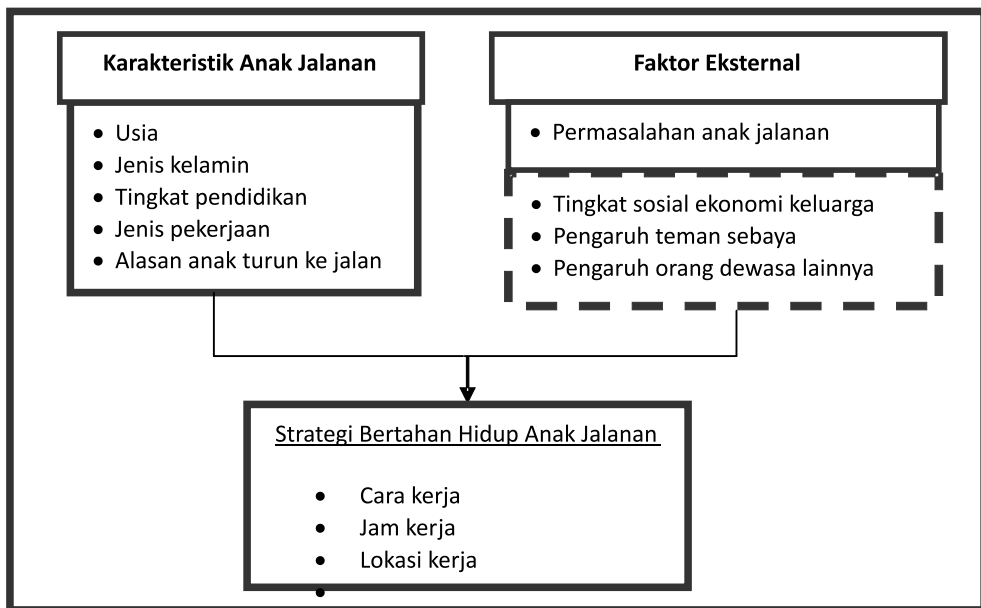 Karakteristik Anak Jalanan
• Usia
• Jenis kelamin
• Tingkat pendidikan
• Jenis pekerjaan
• Alasan anak turun ke jalan
Faktor Eksternal
• Permasalahan anak jalanan
• Tingkat sosial ekonomi keluarga
• Pengaruh teman sebaya
• Pengaruh orang dewasa lainnya
Strategi Bertahan Hidup Anak Jalanan
• Cara kerja
• Jam kerja
• Lokasi kerja
•